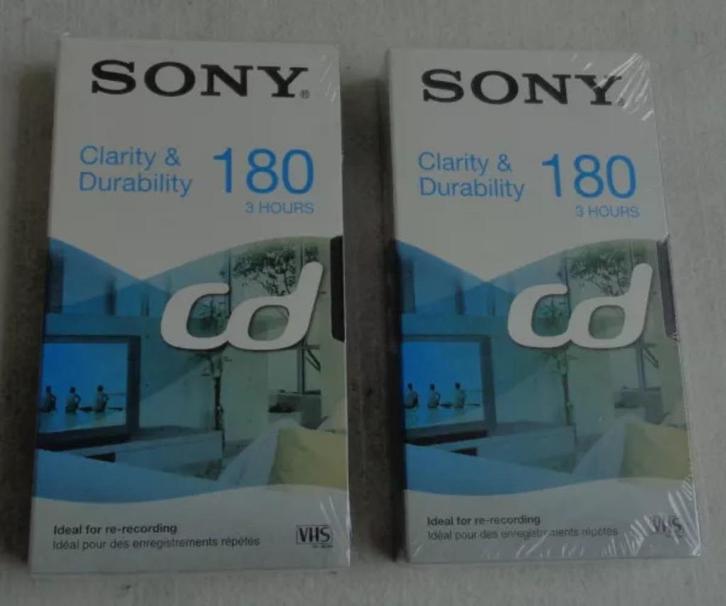 SONY®
Clarity &
Durability
180
3 HOURS
cd
Ideal for re-recording
Idéal pour des enregistrements répétés
VHS
SONY
Clarity &
Durability
180
3 HOURS
cd
Ideal for re-recording
Idéal pour des enregistrements répétés
VHS